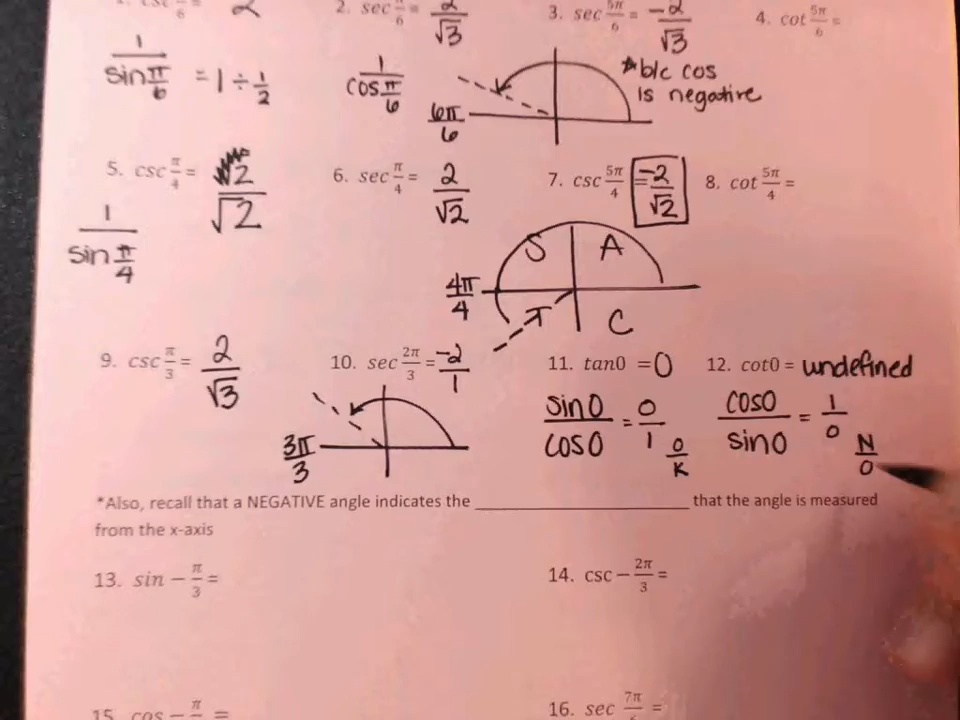 2
2. sec π/6 = 2/√3
3. sec 5π/6 = -2/√3
4. cot 5π/6 =
1/sin π/6 = 1 ÷ 1/2
1/cos π/6
6π/6
*b/c cos
is negative
5. csc π/4 = 2/√2
6. sec π/4 = 2/√2
7. csc 5π/4 = -2/√2
8. cot 5π/4 =
1/sin π/4
S A
4π/4
T C
9. csc π/3 = 2/√3
10. sec 2π/3 = -2/1
11. tan0 = 0
12. cot0 = undefined
sin0/cos0 = 0/1 0/K
cos0/sin0 = 1/0 N/0
3π/3
*Also, recall that a NEGATIVE angle indicates the ____________________ that the angle is measured
from the x-axis
13. sin − π/3 =
14. csc − 2π/3 =
15. cos − π/ =
16. sec 7π/ =